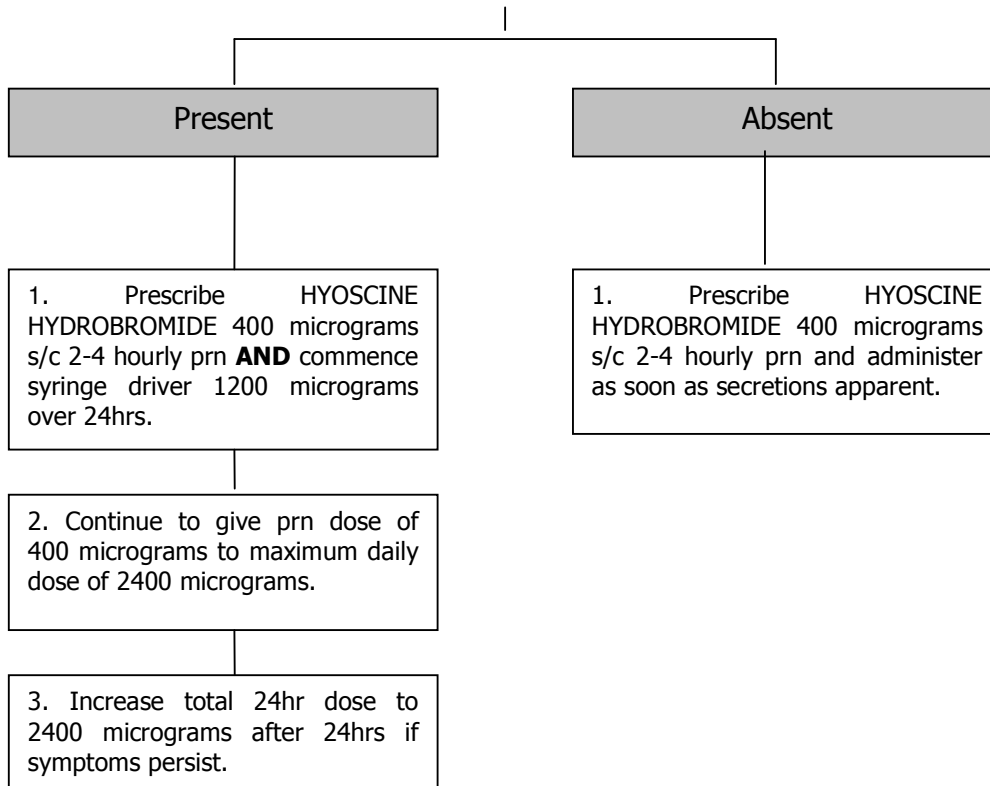 Present
1. Prescribe HYOSCINE
HYDROBROMIDE 400 micrograms
s/c 2-4 hourly prn AND commence
syringe driver 1200 micrograms
over 24hrs.
2. Continue to give prn dose of
400 micrograms to maximum daily
dose of 2400 micrograms.
3. Increase total 24hr dose to
2400 micrograms after 24hrs if
symptoms persist.
Absent
1. Prescribe HYOSCINE
HYDROBROMIDE 400 micrograms
s/c 2-4 hourly prn and administer
as soon as secretions apparent.